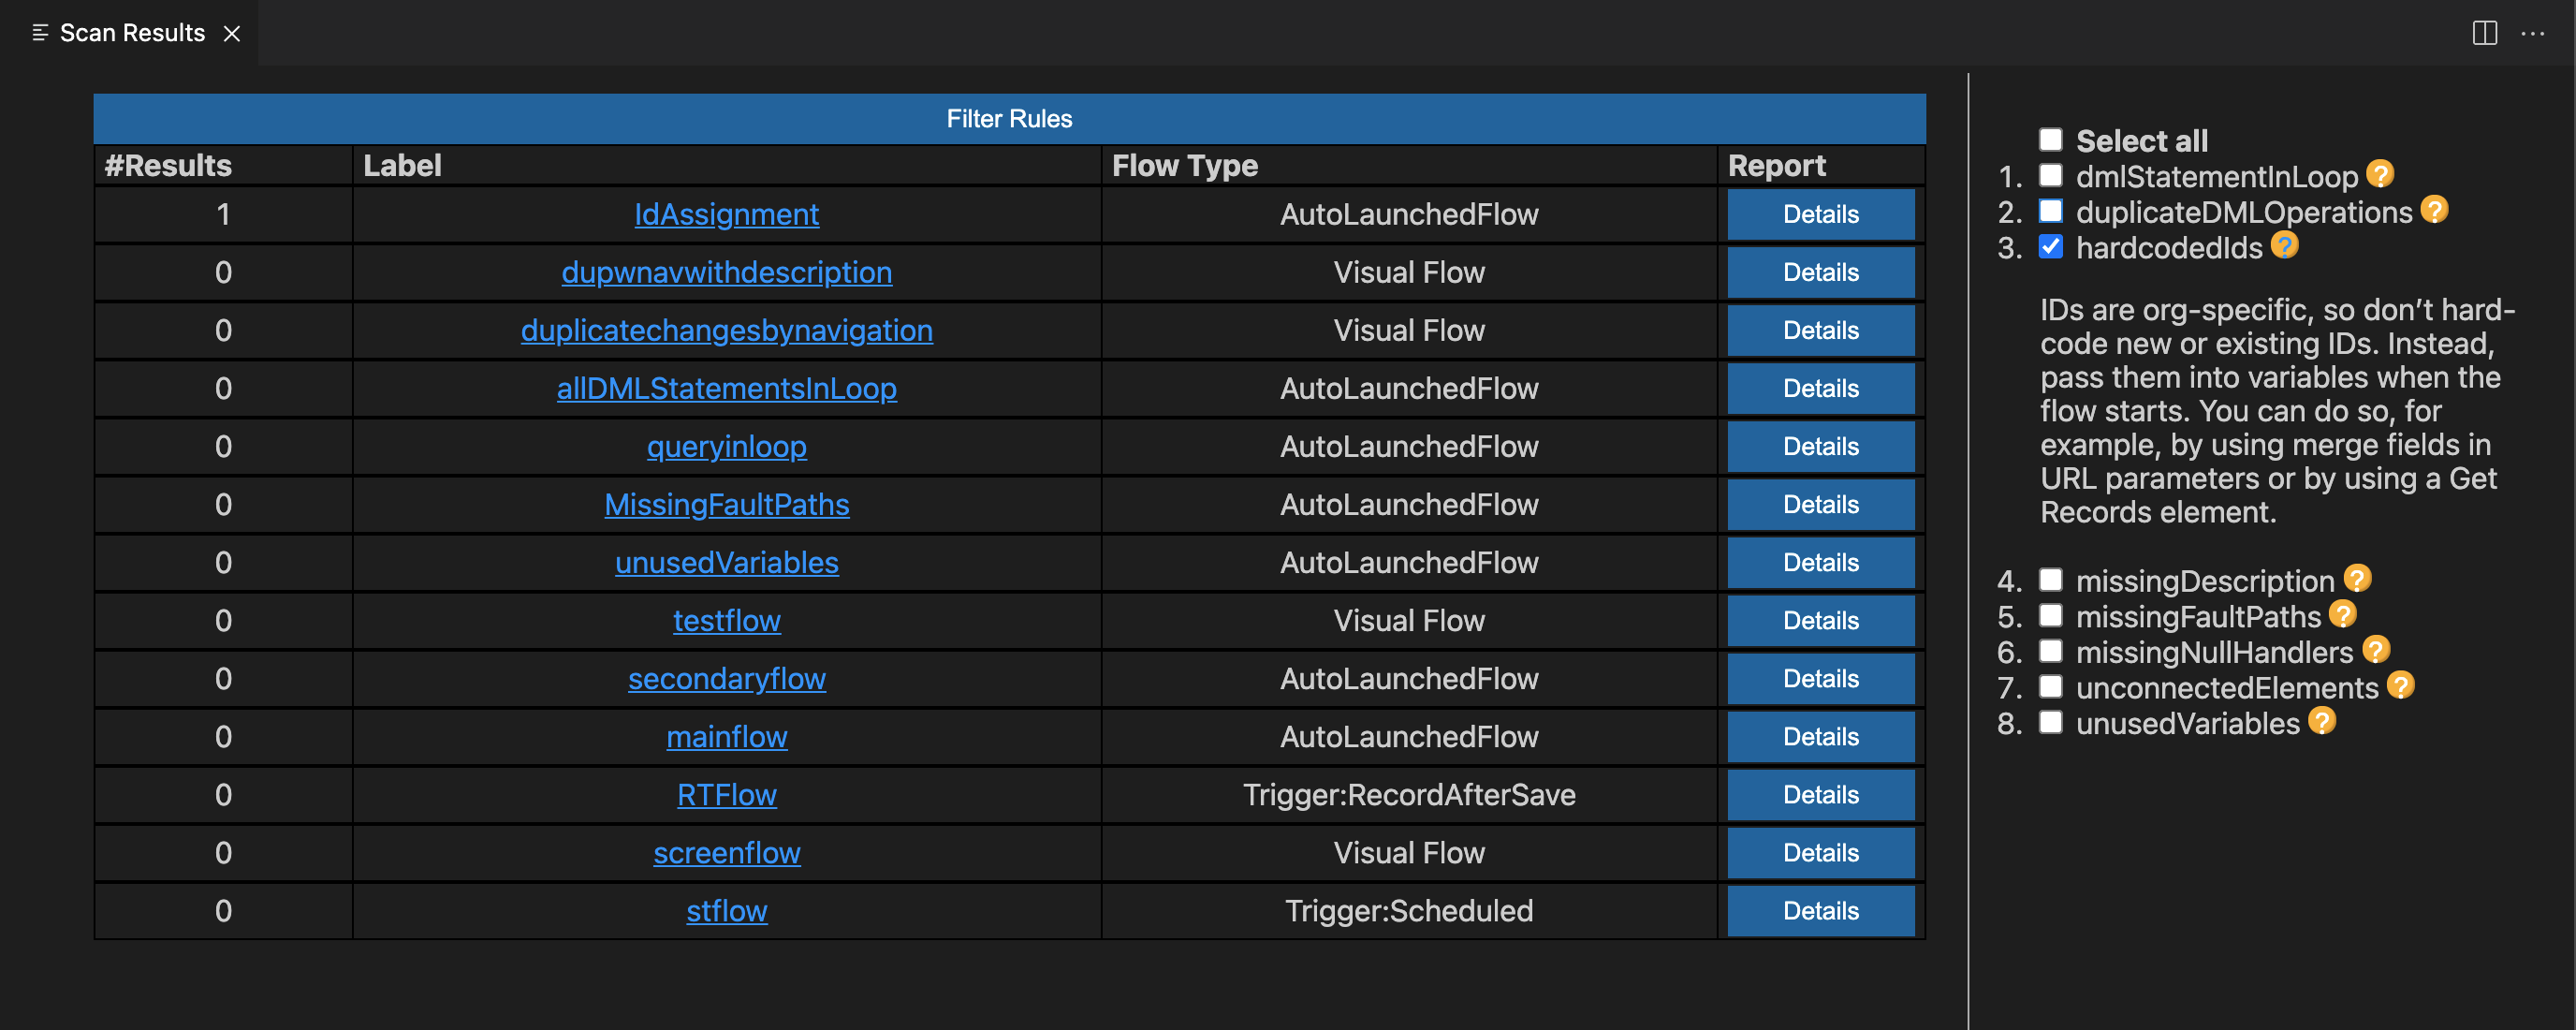 Scan Results
Filter Rules
#Results Label Flow Type Report
1 IdAssignment AutoLaunchedFlow Details
0 dupwnavwithdescription Visual Flow Details
0 duplicatechangesbynavigation Visual Flow Details
0 allDMLStatementsInLoop AutoLaunchedFlow Details
0 queryinloop AutoLaunchedFlow Details
0 MissingFaultPaths AutoLaunchedFlow Details
0 unusedVariables AutoLaunchedFlow Details
0 testflow Visual Flow Details
0 secondaryflow AutoLaunchedFlow Details
0 mainflow AutoLaunchedFlow Details
0 RTFlow Trigger:RecordAfterSave Details
0 screenflow Visual Flow Details
0 stflow Trigger:Scheduled Details
Select all
1. dmlStatementInLoop ?
2. duplicateDMLOperations ?
3. hardcodedIds ?
IDs are org-specific, so don’t hard-
code new or existing IDs. Instead,
pass them into variables when the
flow starts. You can do so, for
example, by using merge fields in
URL parameters or by using a Get
Records element.
4. missingDescription ?
5. missingFaultPaths ?
6. missingNullHandlers ?
7. unconnectedElements ?
8. unusedVariables ?